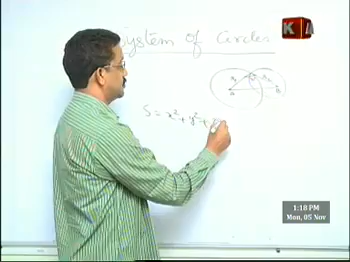 System of Circles
K
S = x² + y² +
1:18 PM
Mon, 05 Nov